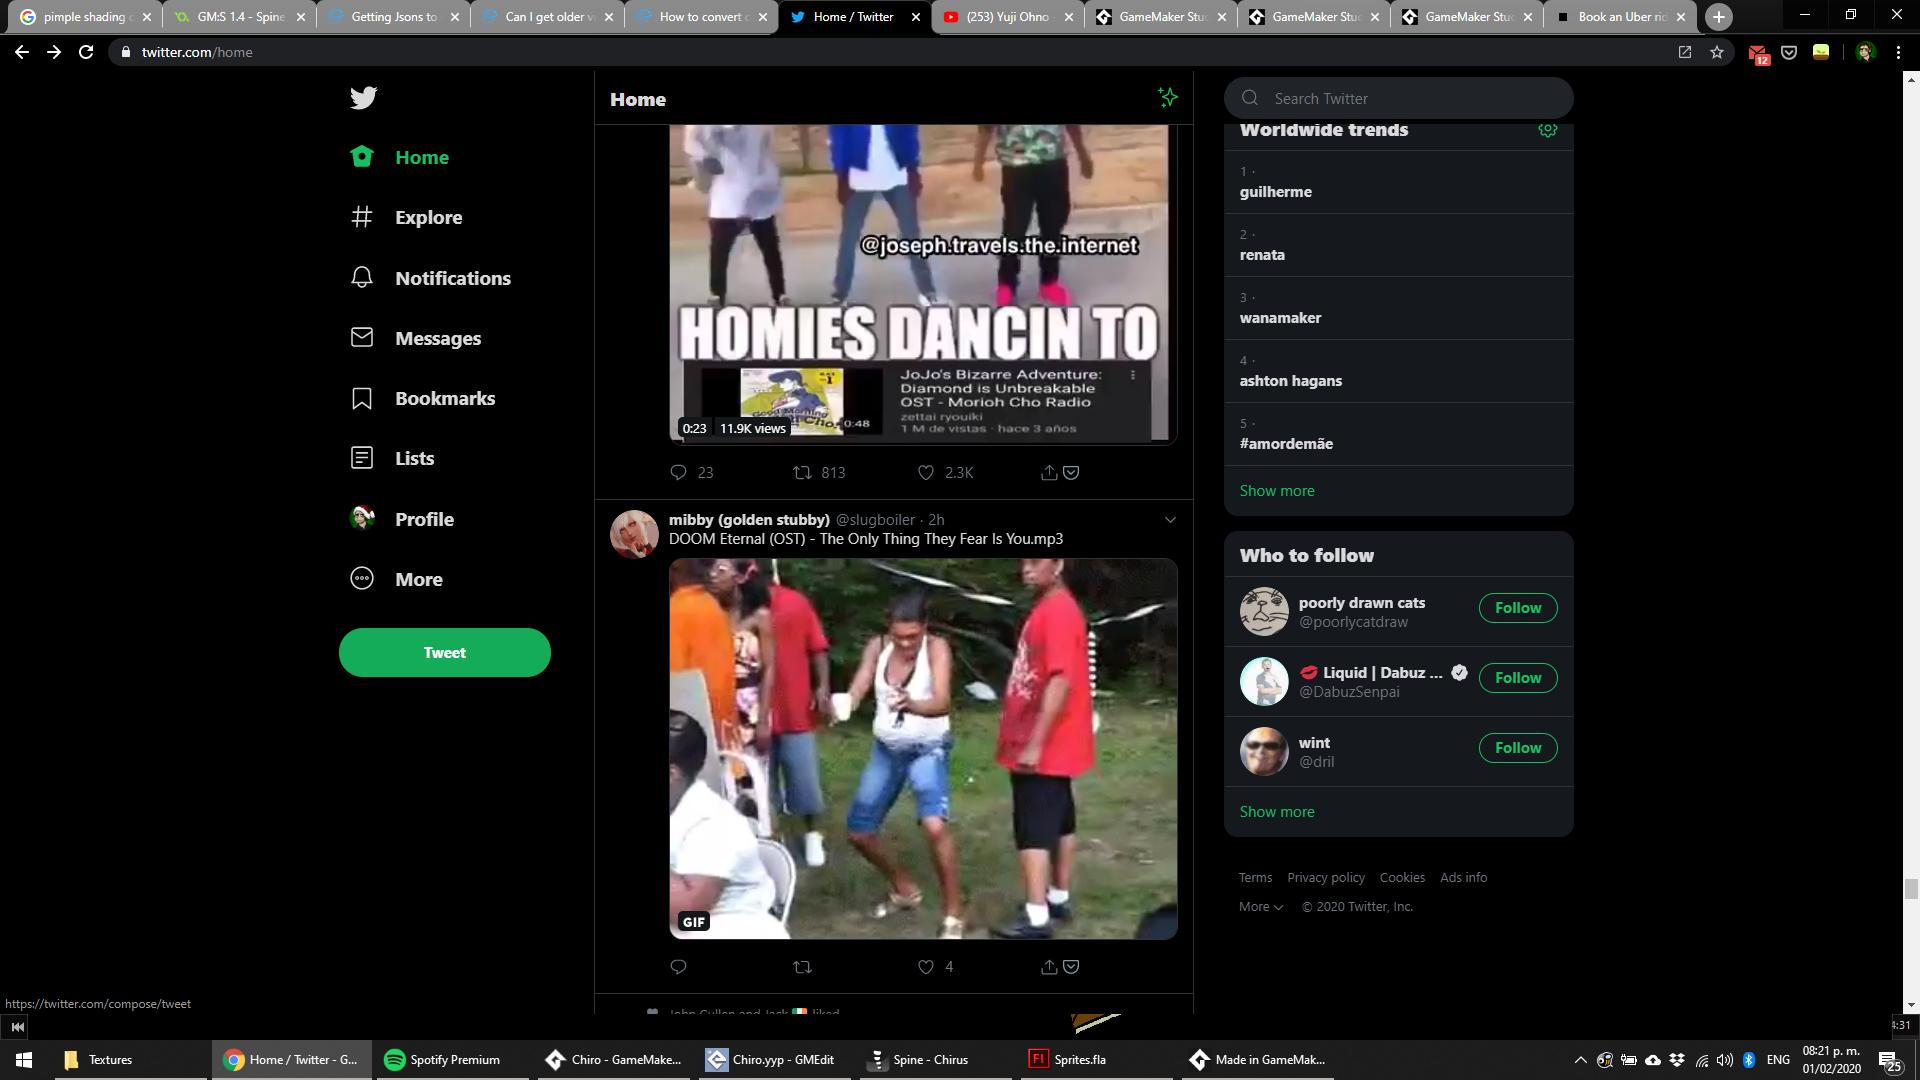 pimple shading
GM:S 1.4 - Spine
Getting Jsons to
Can I get older
How to convert
Home / Twitter
(253) Yuji Ohno
GameMaker
GameMaker
GameMaker
Book an Uber
twitter.com/home
12
Home
Explore
Notifications
Messages
Bookmarks
Lists
Profile
More
Tweet
Home
@joseph.travels.the.internet
HOMIES DANCIN TO
JoJo's Bizarre Adventure:
Diamond is Unbreakable
OST - Morioh Cho Radio
zettai ryouiki
1 M de vistas · hace 3 años
0:48
0:23 11.9K views
23 813 2.3K
mibby (golden stubby) @slugboiler · 2h
DOOM Eternal (OST) - The Only Thing They Fear Is You.mp3
GIF
4
Search Twitter
Worldwide trends
1 ·
guilherme
2 ·
renata
3 ·
wanamaker
4 ·
ashton hagans
5 ·
#amordemãe
Show more
Who to follow
poorly drawn cats
@poorlycatdraw
Follow
Liquid | Dabuz ...
@DabuzSenpai
Follow
wint
@dril
Follow
Show more
Terms Privacy policy Cookies Ads info
More © 2020 Twitter, Inc.
https://twitter.com/compose/tweet
4:31
Textures
Home / Twitter - G...
Spotify Premium
Chiro - GameMake...
Chiro.yyp - GMEdit
Spine - Chirus
Fl Sprites.fla
Made in GameMak...
ENG
08:21 p. m.
01/02/2020
25